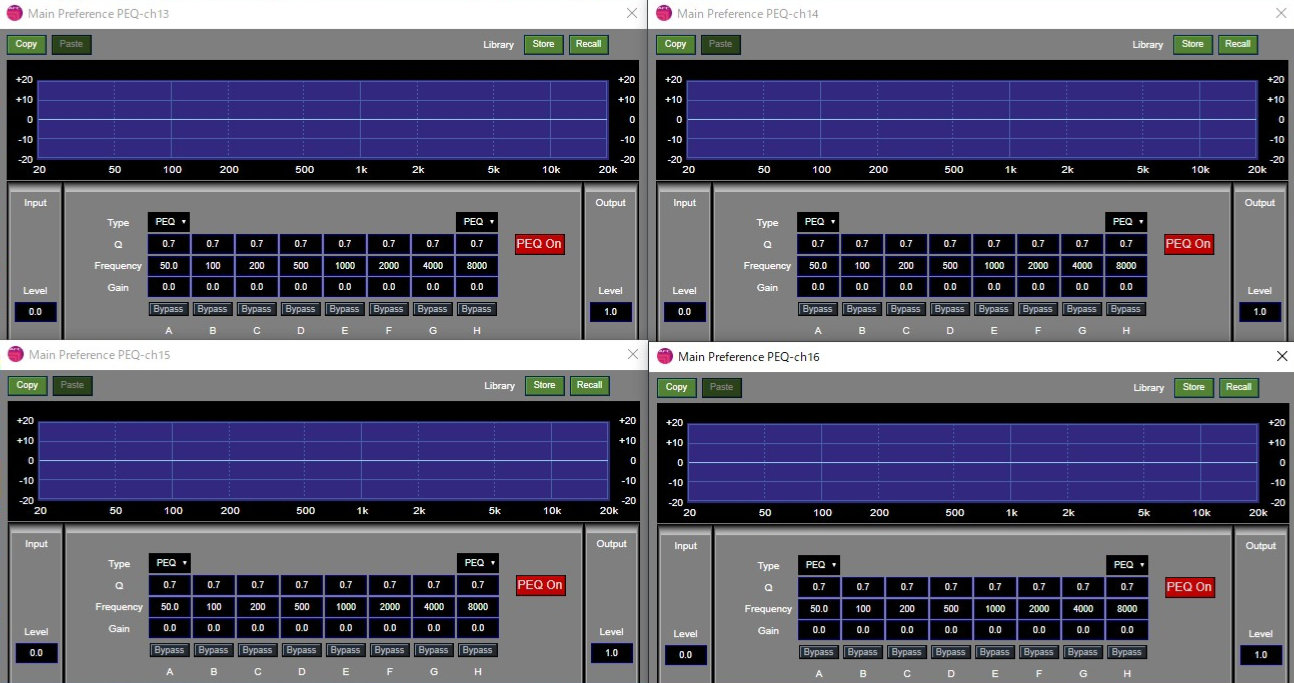 Main Preference PEQ-ch13
Copy Paste Library Store Recall
+20 +20
+10 +10
0 0
-10 -10
-20 -20
20 50 100 200 500 1k 2k 5k 10k 20k
Input Output
Type PEQ PEQ
Q 0.7 0.7 0.7 0.7 0.7 0.7 0.7 0.7 PEQ On
Frequency 50.0 100 200 500 1000 2000 4000 8000
Gain 0.0 0.0 0.0 0.0 0.0 0.0 0.0 0.0
Level Level
0.0 Bypass Bypass Bypass Bypass Bypass Bypass Bypass Bypass 1.0
A B C D E F G H
Main Preference PEQ-ch14
Copy Paste Library Store Recall
+20 +20
+10 +10
0 0
-10 -10
-20 -20
20 50 100 200 500 1k 2k 5k 10k 20k
Input Output
Type PEQ PEQ
Q 0.7 0.7 0.7 0.7 0.7 0.7 0.7 0.7 PEQ On
Frequency 50.0 100 200 500 1000 2000 4000 8000
Gain 0.0 0.0 0.0 0.0 0.0 0.0 0.0 0.0
Level Level
0.0 Bypass Bypass Bypass Bypass Bypass Bypass Bypass Bypass 1.0
A B C D E F G H
Main Preference PEQ-ch15
Copy Paste Library Store Recall
+20 +20
+10 +10
0 0
-10 -10
-20 -20
20 50 100 200 500 1k 2k 5k 10k 20k
Input Output
Type PEQ PEQ
Q 0.7 0.7 0.7 0.7 0.7 0.7 0.7 0.7 PEQ On
Frequency 50.0 100 200 500 1000 2000 4000 8000
Gain 0.0 0.0 0.0 0.0 0.0 0.0 0.0 0.0
Level Level
0.0 Bypass Bypass Bypass Bypass Bypass Bypass Bypass Bypass 1.0
A B C D E F G H
Main Preference PEQ-ch16
Copy Paste Library Store Recall
+20 +20
+10 +10
0 0
-10 -10
-20 -20
20 50 100 200 500 1k 2k 5k 10k 20k
Input Output
Type PEQ PEQ
Q 0.7 0.7 0.7 0.7 0.7 0.7 0.7 0.7 PEQ On
Frequency 50.0 100 200 500 1000 2000 4000 8000
Gain 0.0 0.0 0.0 0.0 0.0 0.0 0.0 0.0
Level Level
0.0 Bypass Bypass Bypass Bypass Bypass Bypass Bypass Bypass 1.0
A B C D E F G H